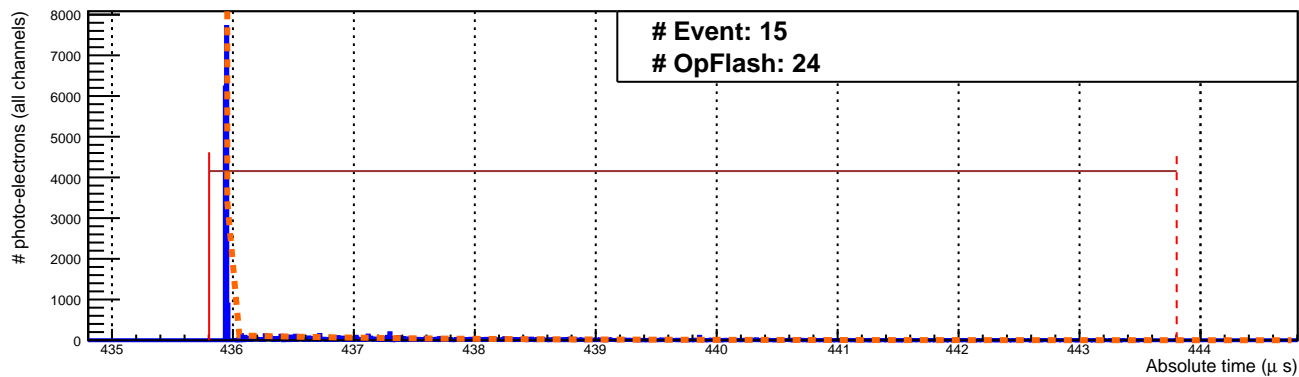 # Event: 15
# OpFlash: 24
# photo-electrons (all channels)
8000
7000
6000
5000
4000
3000
2000
1000
0
435 436 437 438 439 440 441 442 443 444
Absolute time (μ s)